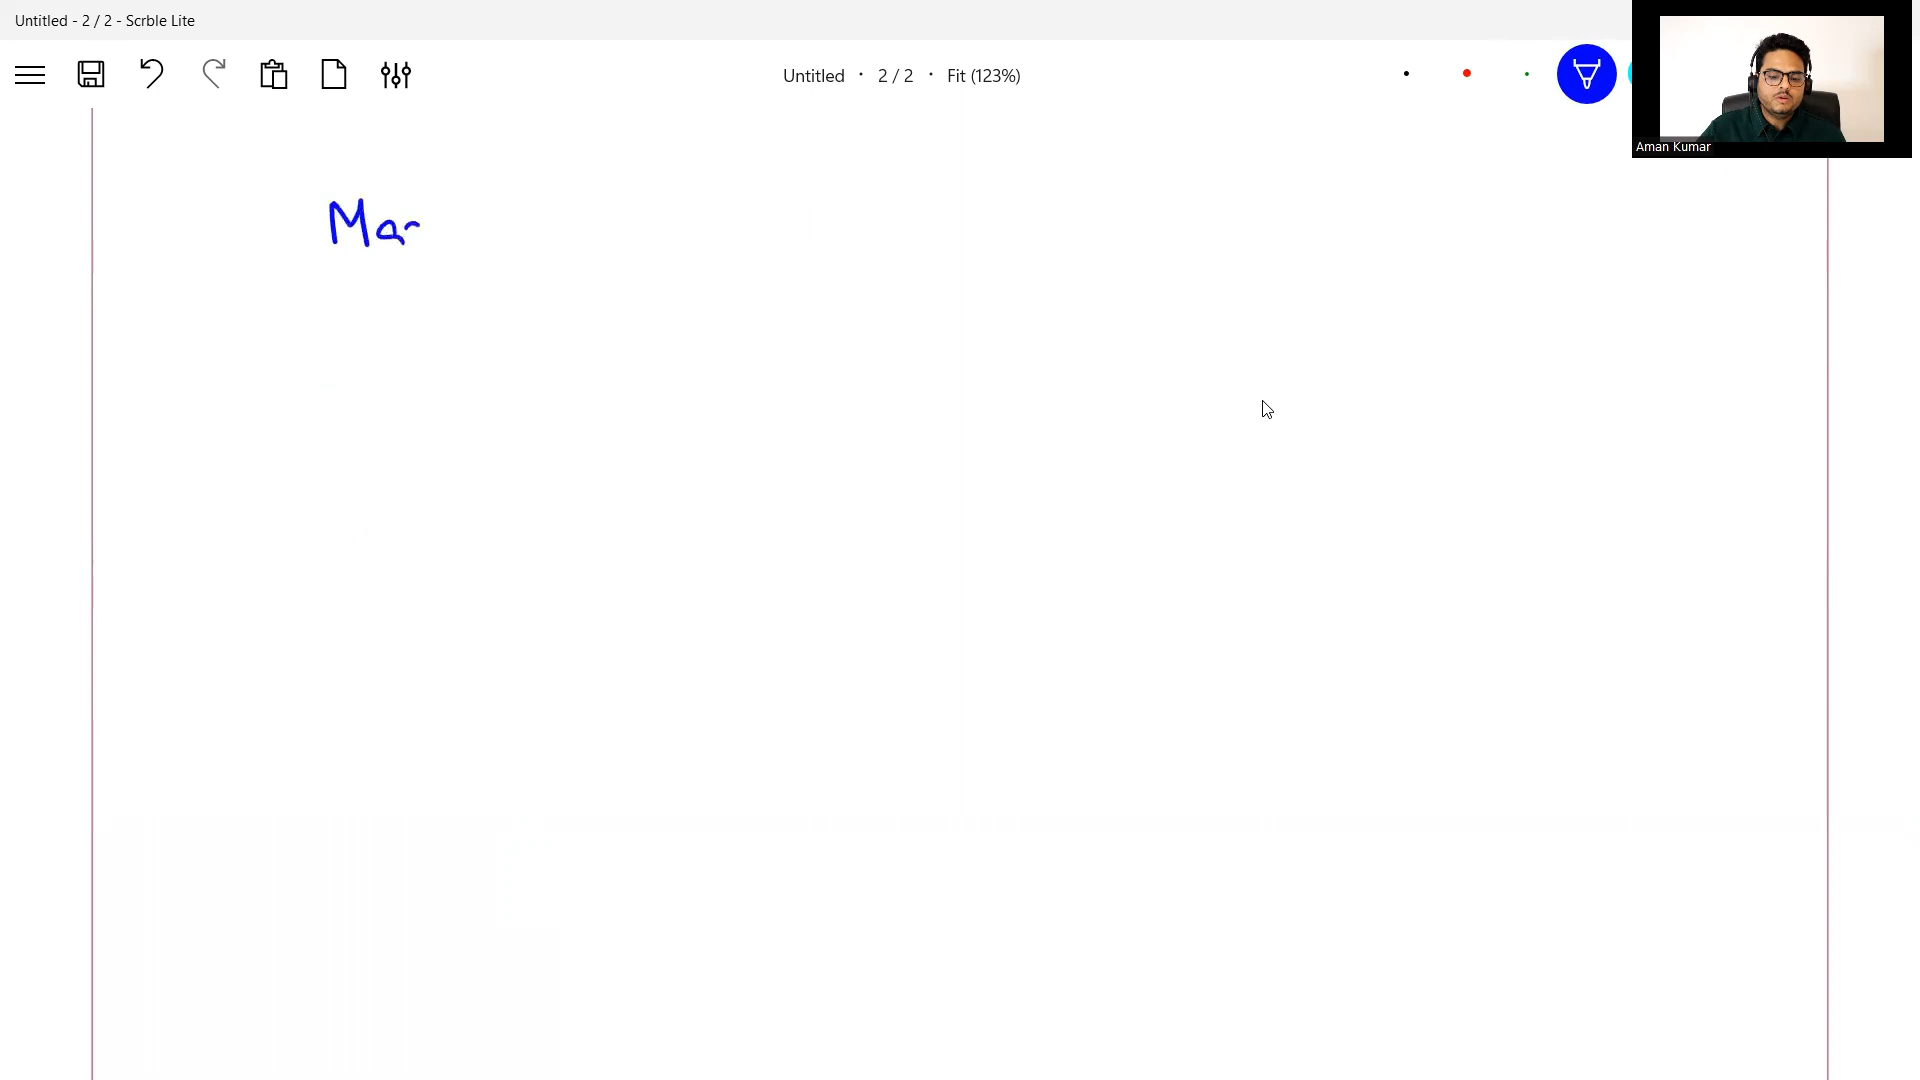 Untitled - 2 / 2 - Scrble Lite
Untitled · 2 / 2 · Fit (123%)
Aman Kumar
Mar